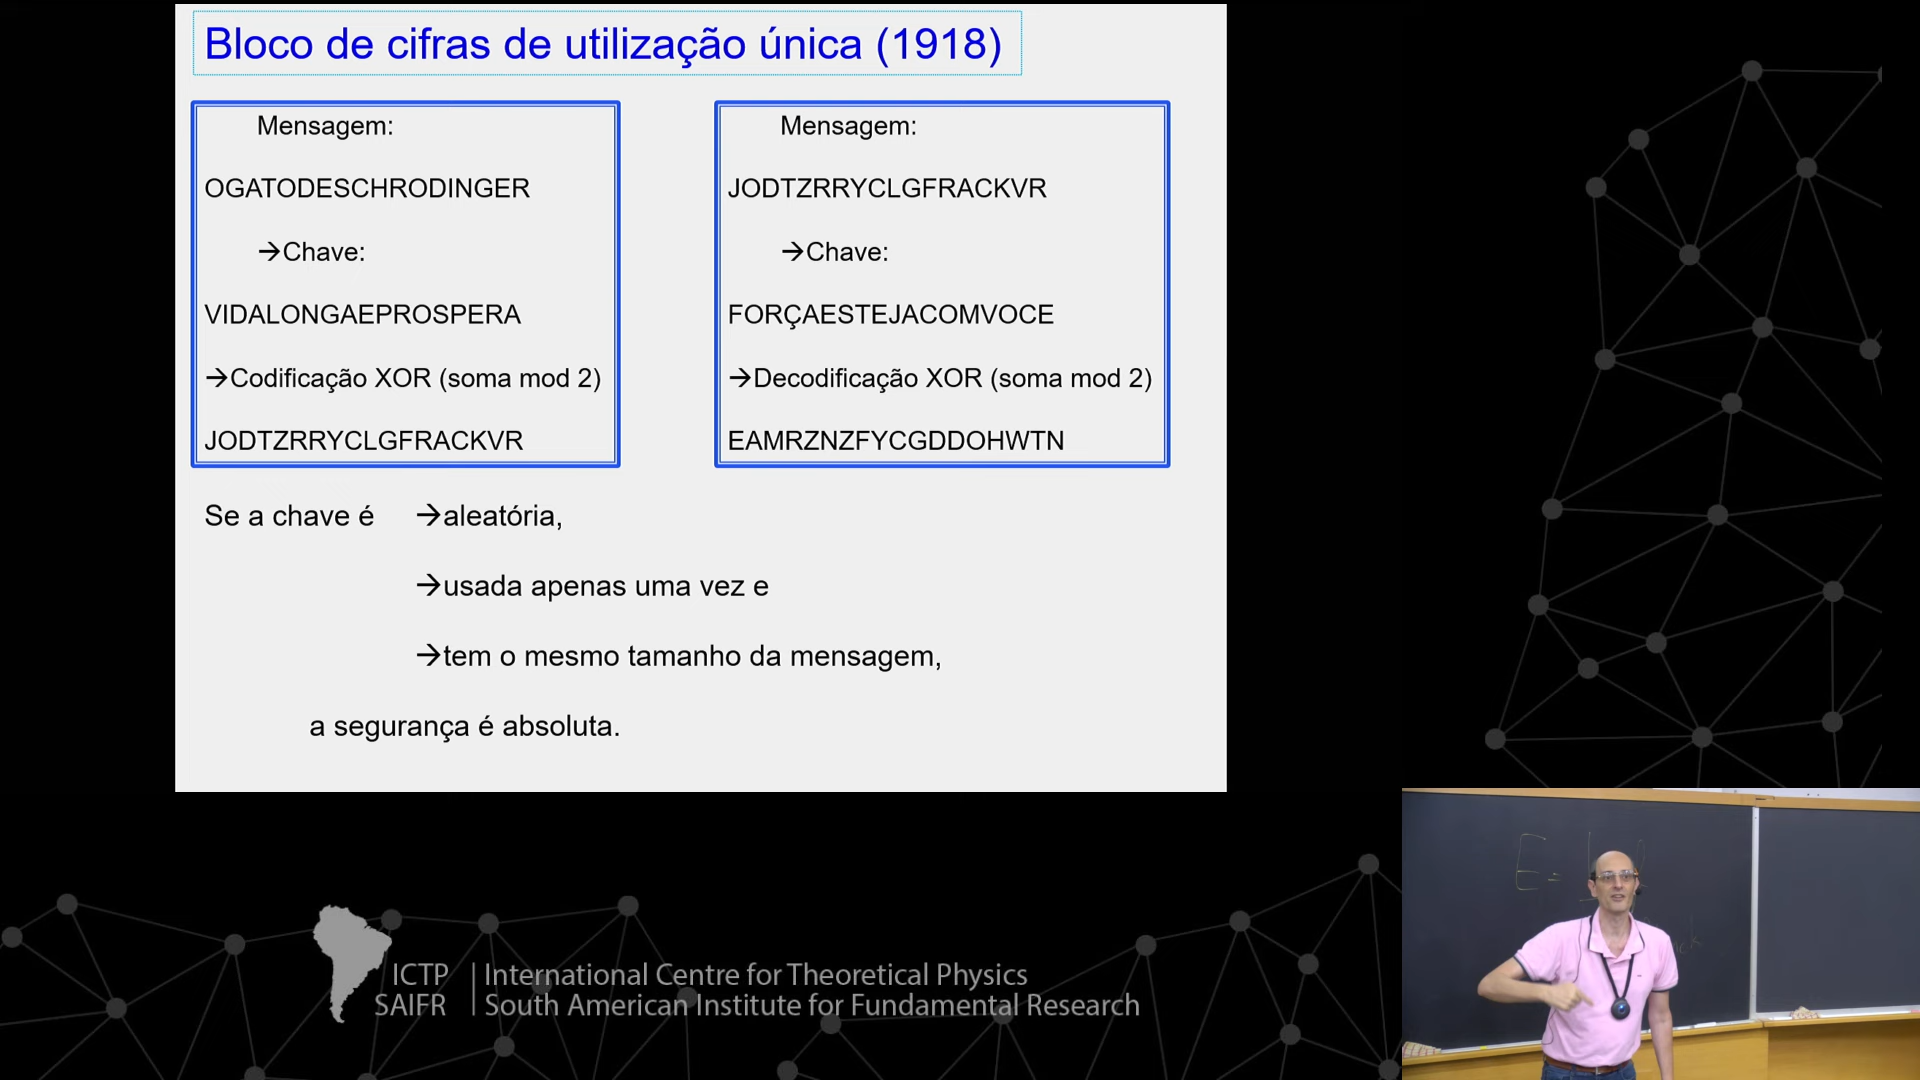 Bloco de cifras de utilização única (1918)
Mensagem:
OGATODESCHRODINGER
→Chave:
VIDALONGAEPROSPERA
→Codificação XOR (soma mod 2)
JODTZRRYCLGFRACKVR
Mensagem:
JODTZRRYCLGFRACKVR
→Chave:
FORÇAESTEJACOMVOCE
→Decodificação XOR (soma mod 2)
EAMRZNZFYCGDDOHWTN
Se a chave é →aleatória,
→usada apenas uma vez e
→tem o mesmo tamanho da mensagem,
a segurança é absoluta.
E =
ICTP | International Centre for Theoretical Physics
SAIFR | South American Institute for Fundamental Research